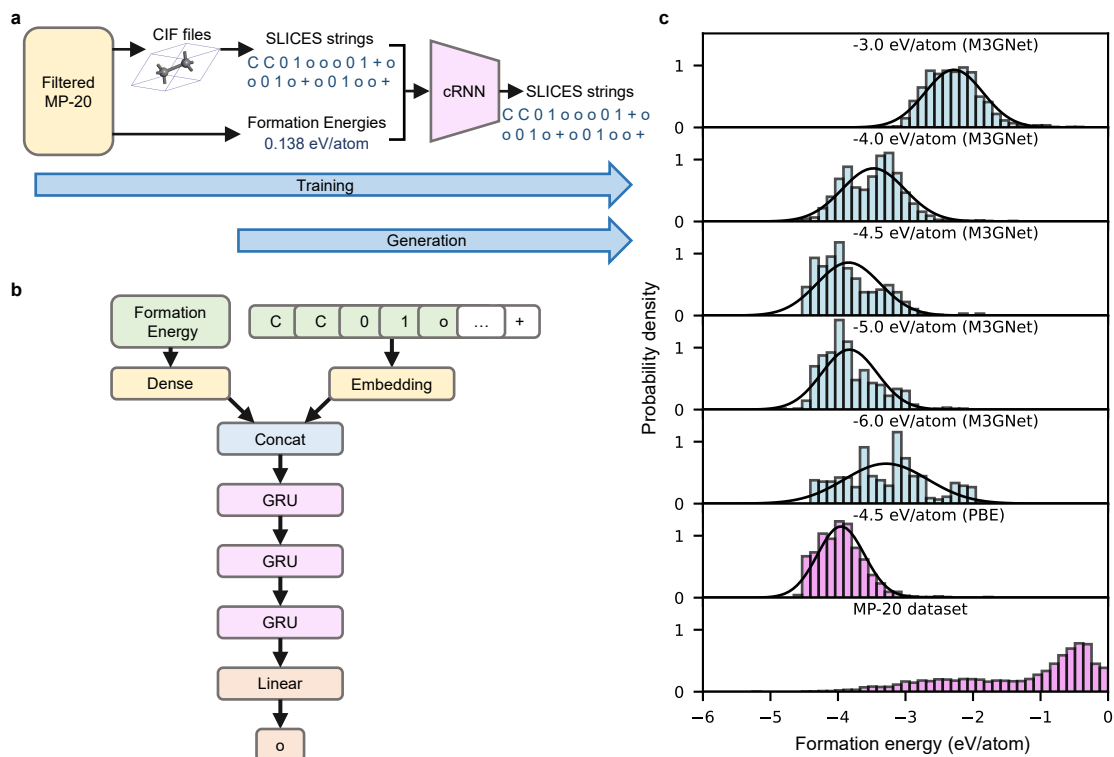 a
Filtered
MP-20
CIF files
SLICES strings
C C 0 1 o o o 0 1 + o
o 0 1 o + o 0 1 o o +
Formation Energies
0.138 eV/atom
cRNN
SLICES strings
C C 0 1 o o o 0 1 + o
o 0 1 o + o 0 1 o o +
Training
Generation
b
Formation
Energy
C C 0 1 o ... +
Dense
Embedding
Concat
GRU
GRU
GRU
Linear
o
c
Probability density
-3.0 eV/atom (M3GNet)
1
0
-4.0 eV/atom (M3GNet)
1
0
-4.5 eV/atom (M3GNet)
1
0
-5.0 eV/atom (M3GNet)
1
0
-6.0 eV/atom (M3GNet)
1
0
-4.5 eV/atom (PBE)
1
0
MP-20 dataset
1
0
−6 −5 −4 −3 −2 −1 0
Formation energy (eV/atom)